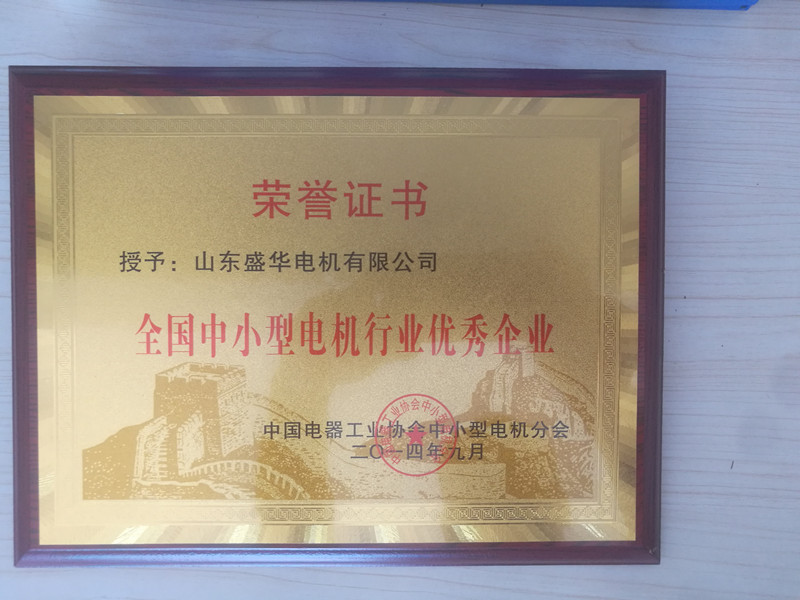 荣誉证书
授予：山东盛华电机有限公司
全国中小型电机行业优秀企业
中国电器工业协会中小型电机分会
二〇一四年九月